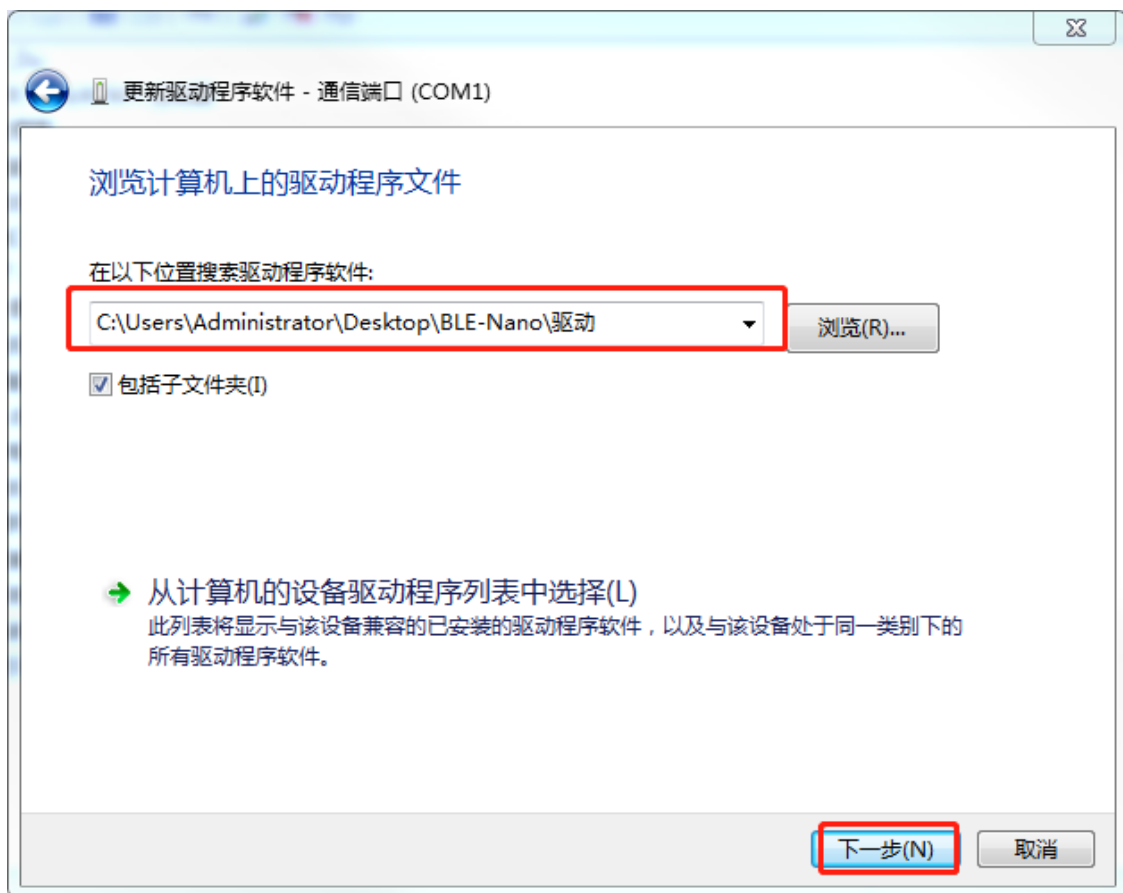 更新驱动程序软件 - 通信端口 (COM1)
浏览计算机上的驱动程序文件
在以下位置搜索驱动程序软件:
C:\Users\Administrator\Desktop\BLE-Nano\驱动
浏览(R)...
包括子文件夹(I)
从计算机的设备驱动程序列表中选择(L)
此列表将显示与该设备兼容的已安装的驱动程序软件，以及与该设备处于同一类别下的
所有驱动程序软件。
下一步(N)
取消